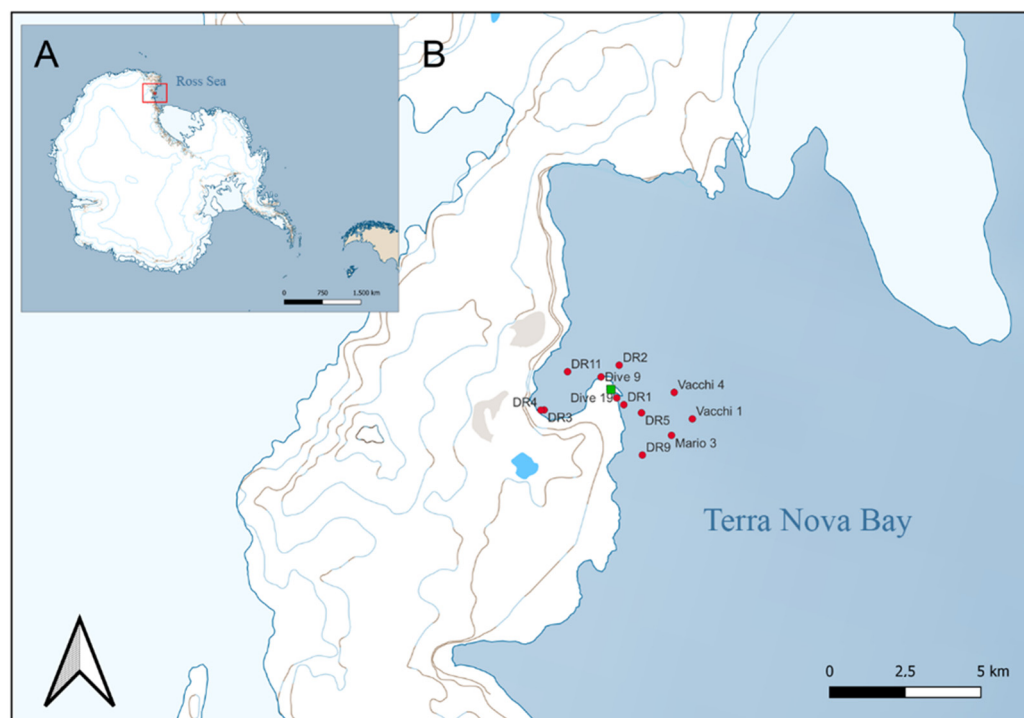 A
Ross Sea
0 750 1.500 km
B
DR2
DR11
Dive 9
Vacchi 4
Dive 19
DR1
DR4
DR3
DR5
Vacchi 1
Mario 3
DR9
Terra Nova Bay
0 2.5 5 km